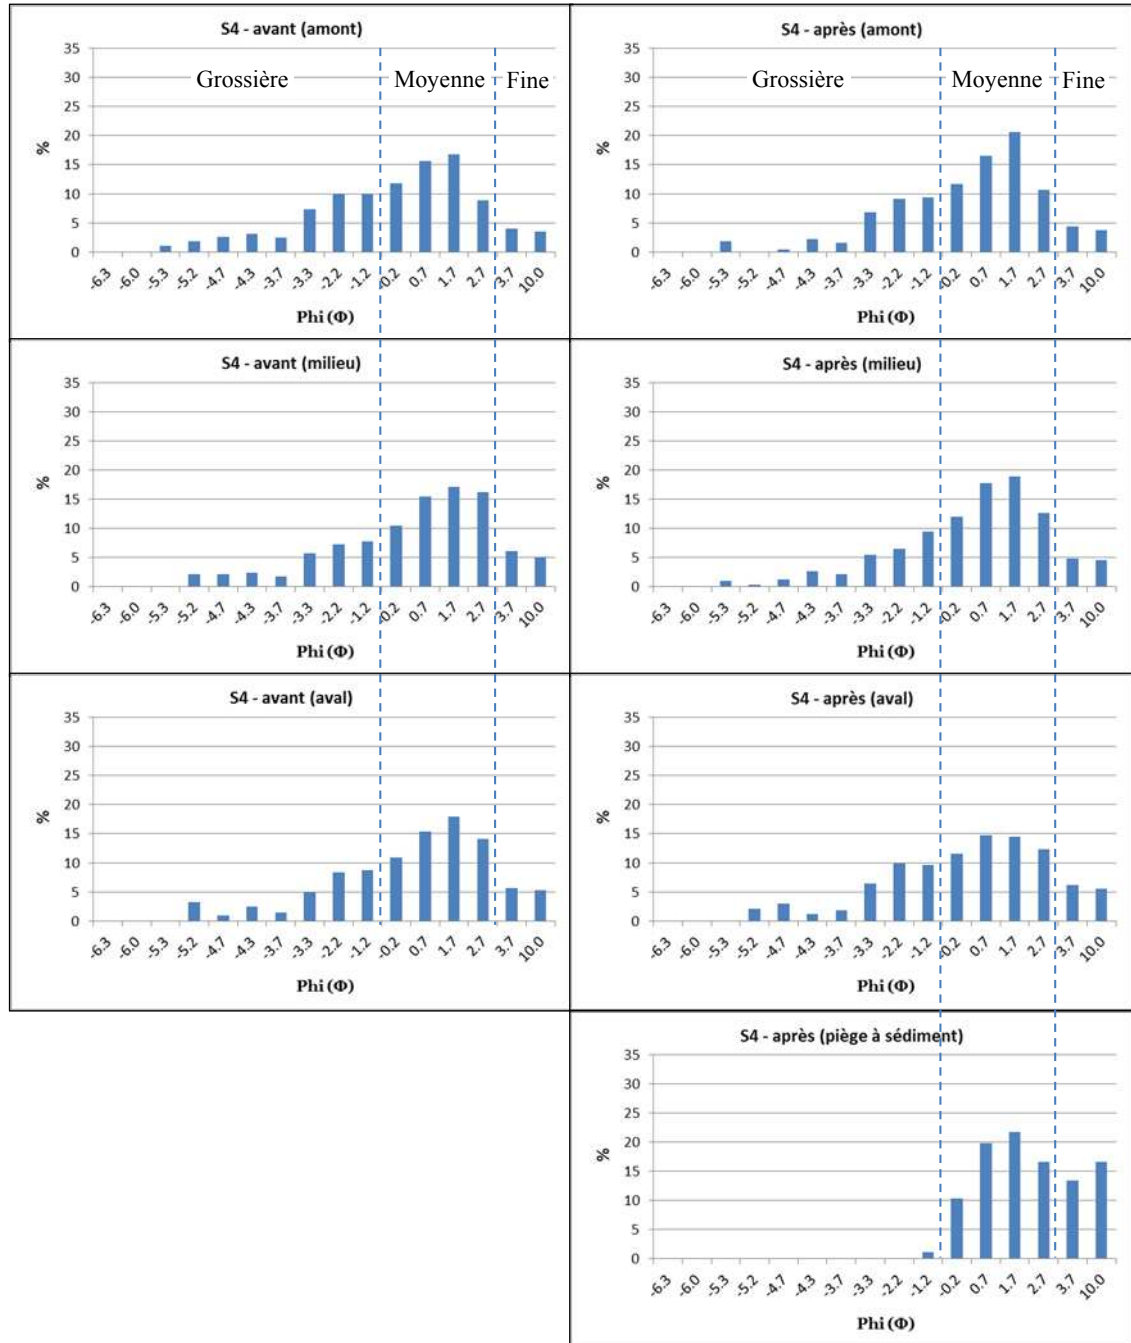 S4 - avant (amont)
35
30
25
20
15
10
5
0
%
Grossière
Moyenne
Fine
-6.3 -6.0 -5.3 -5.2 -4.7 -4.3 -3.7 -3.3 -2.2 -1.2 -0.2 0.7 1.7 2.7 3.7 10.0
Phi (Φ)
S4 - après (amont)
35
30
25
20
15
10
5
0
%
Grossière
Moyenne
Fine
-6.3 -6.0 -5.3 -5.2 -4.7 -4.3 -3.7 -3.3 -2.2 -1.2 -0.2 0.7 1.7 2.7 3.7 10.0
Phi (Φ)
S4 - avant (milieu)
35
30
25
20
15
10
5
0
%
-6.3 -6.0 -5.3 -5.2 -4.7 -4.3 -3.7 -3.3 -2.2 -1.2 -0.2 0.7 1.7 2.7 3.7 10.0
Phi (Φ)
S4 - après (milieu)
35
30
25
20
15
10
5
0
%
-6.3 -6.0 -5.3 -5.2 -4.7 -4.3 -3.7 -3.3 -2.2 -1.2 -0.2 0.7 1.7 2.7 3.7 10.0
Phi (Φ)
S4 - avant (aval)
35
30
25
20
15
10
5
0
%
-6.3 -6.0 -5.3 -5.2 -4.7 -4.3 -3.7 -3.3 -2.2 -1.2 -0.2 0.7 1.7 2.7 3.7 10.0
Phi (Φ)
S4 - après (aval)
35
30
25
20
15
10
5
0
%
-6.3 -6.0 -5.3 -5.2 -4.7 -4.3 -3.7 -3.3 -2.2 -1.2 -0.2 0.7 1.7 2.7 3.7 10.0
Phi (Φ)
S4 - après (piège à sédiment)
35
30
25
20
15
10
5
0
%
-6.3 -6.0 -5.3 -5.2 -4.7 -4.3 -3.7 -3.3 -2.2 -1.2 -0.2 0.7 1.7 2.7 3.7 10.0
Phi (Φ)